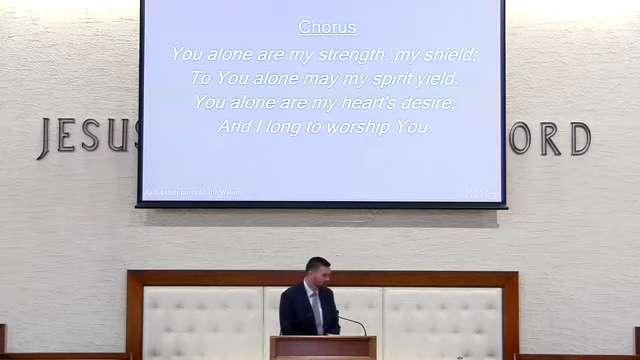 Chorus
You alone are my strength, my shield;
To You alone may my spirit yield.
You alone are my heart's desire,
And I long to worship You.
JESUS
ORD